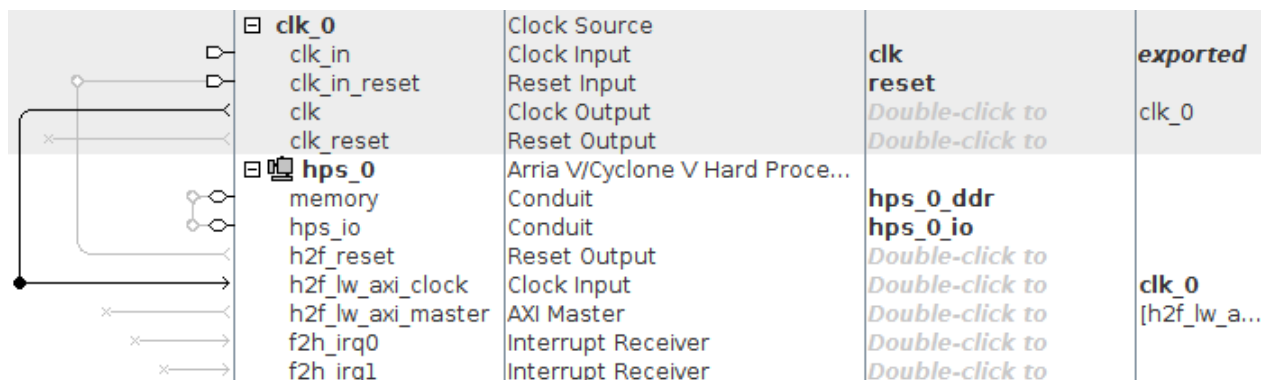 clk_0 Clock Source
clk_in Clock Input clk exported
clk_in_reset Reset Input reset
clk Clock Output Double-click to clk_0
clk_reset Reset Output Double-click to
hps_0 Arria V/Cyclone V Hard Proce...
memory Conduit hps_0_ddr
hps_io Conduit hps_0_io
h2f_reset Reset Output Double-click to
h2f_lw_axi_clock Clock Input Double-click to clk_0
h2f_lw_axi_master AXI Master Double-click to [h2f_lw_a...
f2h_irq0 Interrupt Receiver Double-click to
f2h_irq1 Interrupt Receiver Double-click to